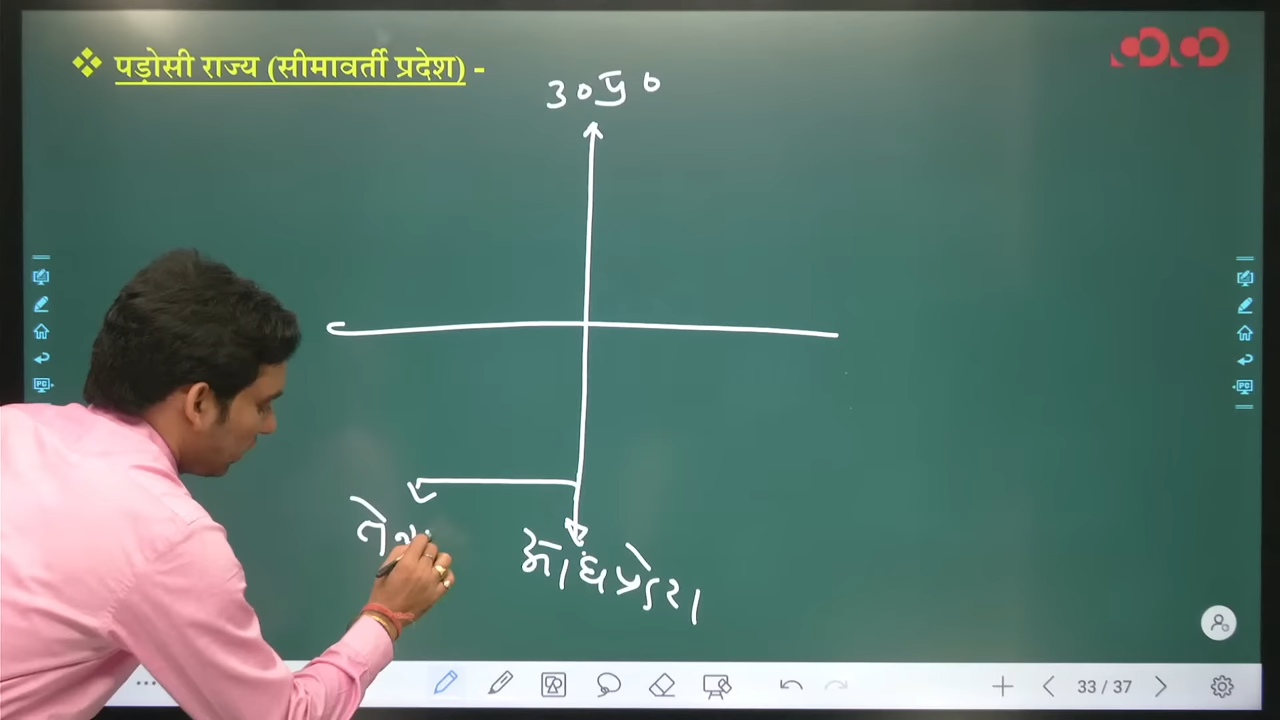 ❖ पड़ोसी राज्य (सीमावर्ती प्रदेश) -
उ०प्र०
आंध्रप्रदेश
33 / 37